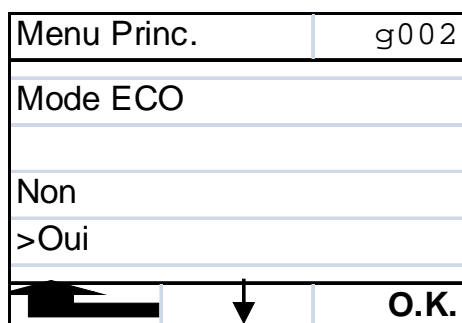 Menu Princ. g002
Mode ECO
Non
>Oui
O.K.